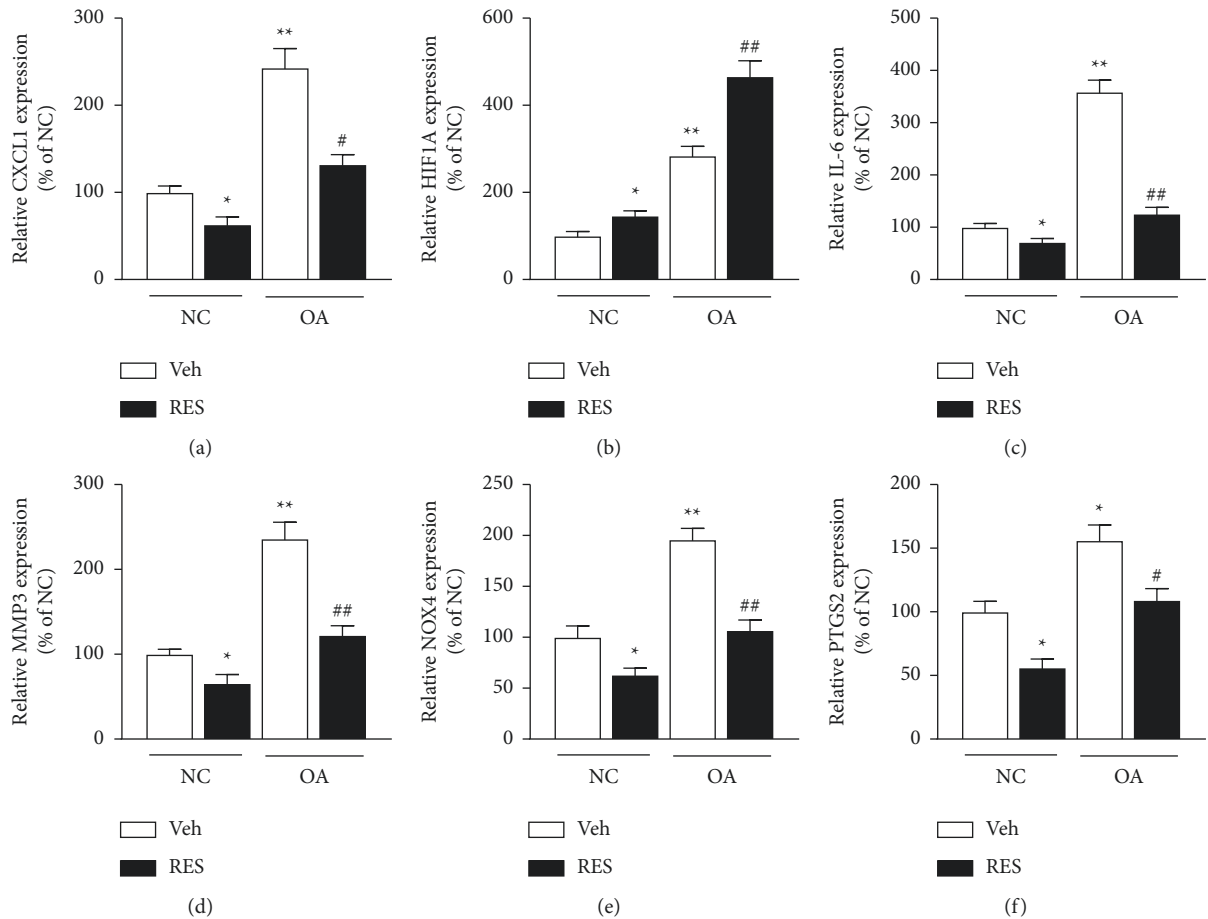 Relative CXCL1 expression
(% of NC)
300
200
100
0
**
*
#
NC
OA
Veh
RES
(a)
Relative HIF1A expression
(% of NC)
600
400
200
0
##
**
*
NC
OA
Veh
RES
(b)
Relative IL-6 expression
(% of NC)
500
400
300
200
100
0
**
##
*
NC
OA
Veh
RES
(c)
Relative MMP3 expression
(% of NC)
300
200
100
0
**
##
*
NC
OA
Veh
RES
(d)
Relative NOX4 expression
(% of NC)
250
200
150
100
50
0
**
##
*
NC
OA
Veh
RES
(e)
Relative PTGS2 expression
(% of NC)
200
150
100
50
0
*
#
*
NC
OA
Veh
RES
(f)